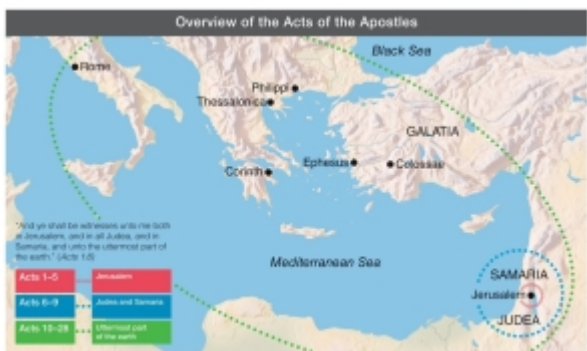 Overview of the Acts of the Apostles
Black Sea
Rome
Philippi
Thessalonica
GALATIA
Ephesus
Colossae
Corinth
"And ye shall be witnesses unto me both
in Jerusalem, and in all Judea, and in
Samaria, and unto the uttermost part of
the earth." (Acts 1:8)
Mediterranean Sea
SAMARIA
Jerusalem
JUDEA
Acts 1–5 Jerusalem
Acts 6–9 Judea and Samaria
Acts 10–28 Uttermost part
of the earth